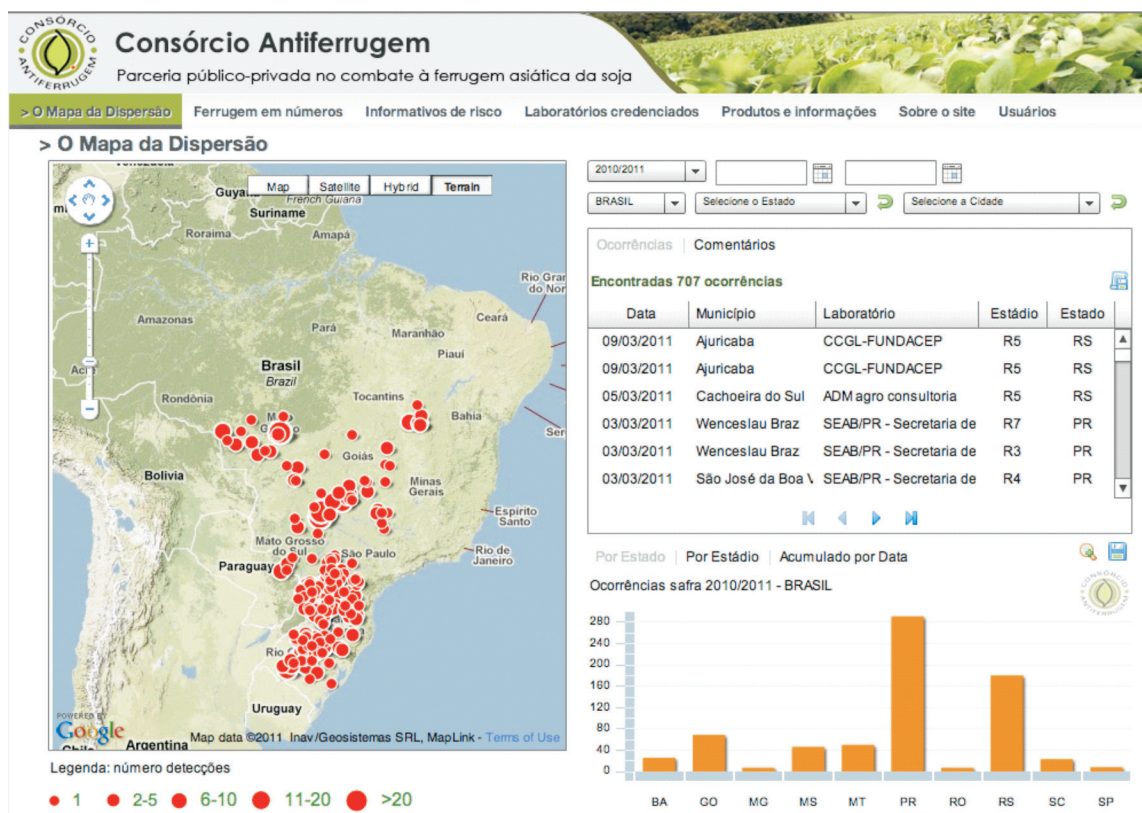 CONSÓRCIO ANTIFERRUGEM
Consórcio Antiferrugem
Parceria público-privada no combate à ferrugem asiática da soja
> O Mapa da Dispersão Ferrugem em números Informativos de risco Laboratórios credenciados Produtos e informações Sobre o site Usuários
> O Mapa da Dispersão
Map Satellite Hybrid Terrain
French Guiana
Suriname
Roraima Amapá
Rio Gran
do Nor
Amazonas Pará Maranhão Ceará
Piauí
Acre Brasil
Brazil
Rondônia Tocantins
Bahia
Ser
Goiás
Bolivia Minas
Gerais
Espírito
Santo
Mato Grosso
do Sul São Paulo Rio de
Janeiro
Paraguay
Uruguay
POWERED BY
Google
Argentina Map data ©2011 Inav/Geosistemas SRL, MapLink - Terms of Use
Legenda: número detecções
1 2-5 6-10 11-20 >20
2010/2011
BRASIL Selecione o Estado Selecione a Cidade
Ocorrências Comentários
Encontradas 707 ocorrências
Data Município Laboratório Estádio Estado
09/03/2011 Ajuricaba CCGL-FUNDACEP R5 RS
09/03/2011 Ajuricaba CCGL-FUNDACEP R5 RS
05/03/2011 Cachoeira do Sul ADM agro consultoria R5 RS
03/03/2011 Wenceslau Braz SEAB/PR - Secretaria de R7 PR
03/03/2011 Wenceslau Braz SEAB/PR - Secretaria de R3 PR
03/03/2011 São José da Boa SEAB/PR - Secretaria de R4 PR
Por Estado Por Estádio Acumulado por Data
Ocorrências safra 2010/2011 - BRASIL
CONSÓRCIO ANTIFERRUGEM
280
240
200
160
120
80
40
0
BA GO MG MS MT PR RO RS SC SP